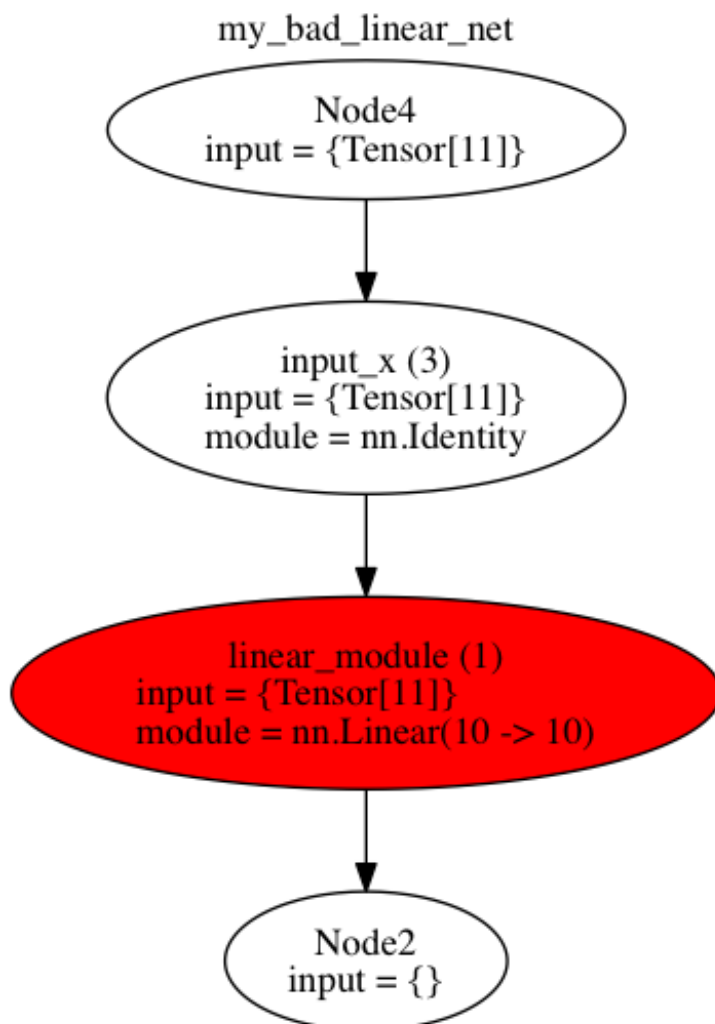 my_bad_linear_net
Node4
input = {Tensor[11]}
input_x (3)
input = {Tensor[11]}
module = nn.Identity
linear_module (1)
input = {Tensor[11]}
module = nn.Linear(10 -> 10)
Node2
input = {}